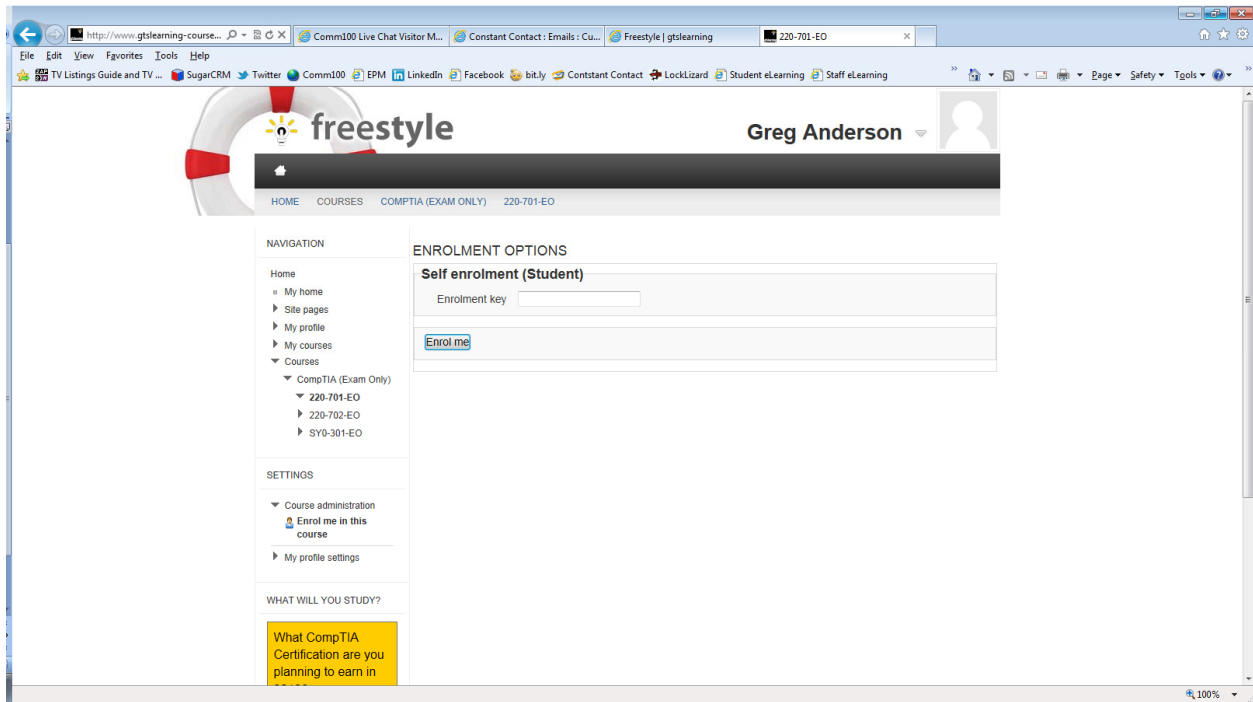 http://www.gtslearning-course...
Comm100 Live Chat Visitor M...
Constant Contact : Emails : Cu...
Freestyle | gtslearning
220-701-EO
File Edit View Favorites Tools Help
TV Listings Guide and TV ... SugarCRM Twitter Comm100 EPM LinkedIn Facebook bit.ly Contstant Contact LockLizard Student eLearning Staff eLearning Page Safety Tools
freestyle
Greg Anderson
HOME COURSES COMPTIA (EXAM ONLY) 220-701-EO
NAVIGATION
Home
My home
Site pages
My profile
My courses
Courses
CompTIA (Exam Only)
220-701-EO
220-702-EO
SY0-301-EO
SETTINGS
Course administration
Enrol me in this
course
My profile settings
WHAT WILL YOU STUDY?
What CompTIA
Certification are you
planning to earn in
ENROLMENT OPTIONS
Self enrolment (Student)
Enrolment key
Enrol me
100%